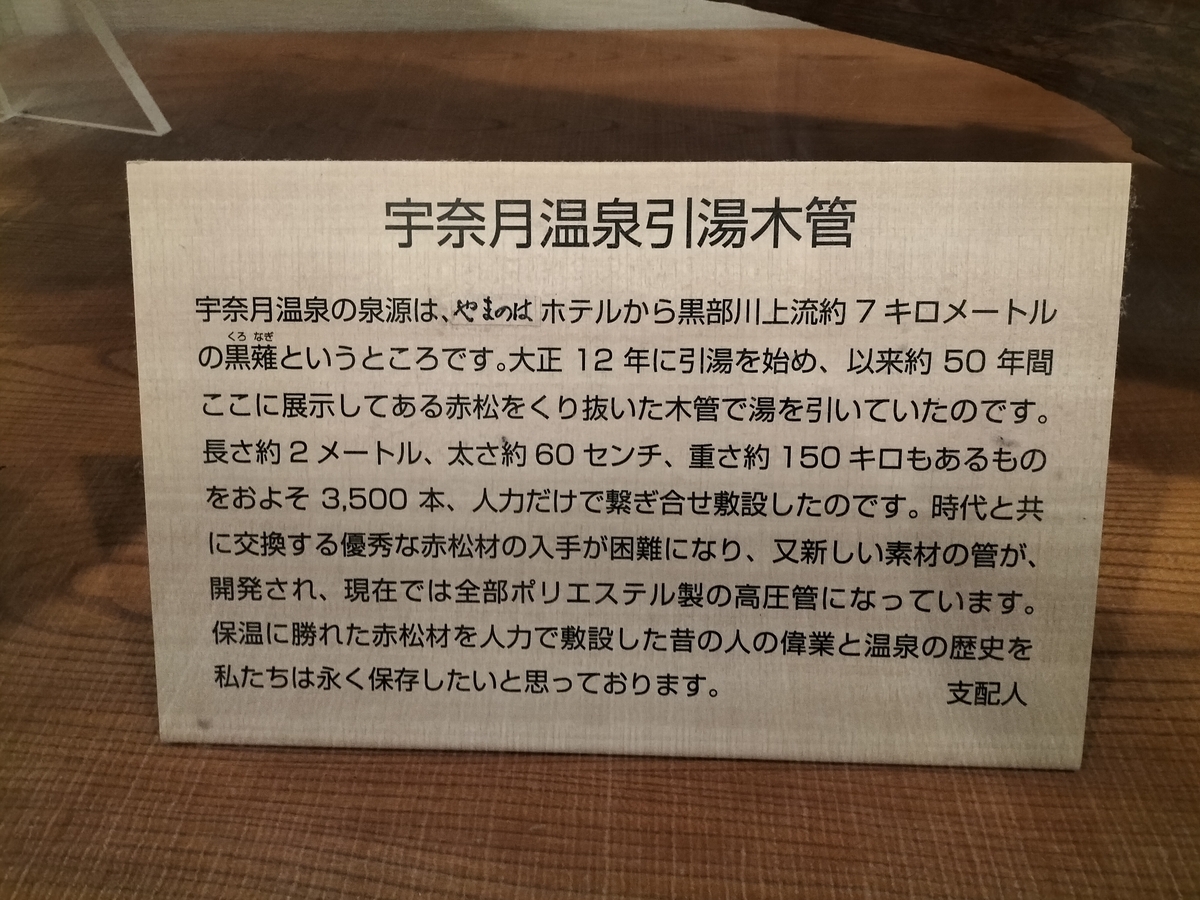 宇奈月温泉引湯木管
宇奈月温泉の泉源は、やまのはホテルから黒部川上流約7キロメートル
くろ なぎ
の黒薙というところです。大正 12 年に引湯を始め、以来約 50 年間
ここに展示してある赤松をくり抜いた木管で湯を引いていたのです。
長さ約2メートル、太さ約60センチ、重さ約150キロもあるもの
をおよそ 3,500 本、人力だけで繋ぎ合せ敷設したのです。時代と共
に交換する優秀な赤松材の入手が困難になり、又新しい素材の管が、
開発され、現在では全部ポリエステル製の高圧管になっています。
保温に勝れた赤松材を人力で敷設した昔の人の偉業と温泉の歴史を
私たちは永く保存したいと思っております。
支配人